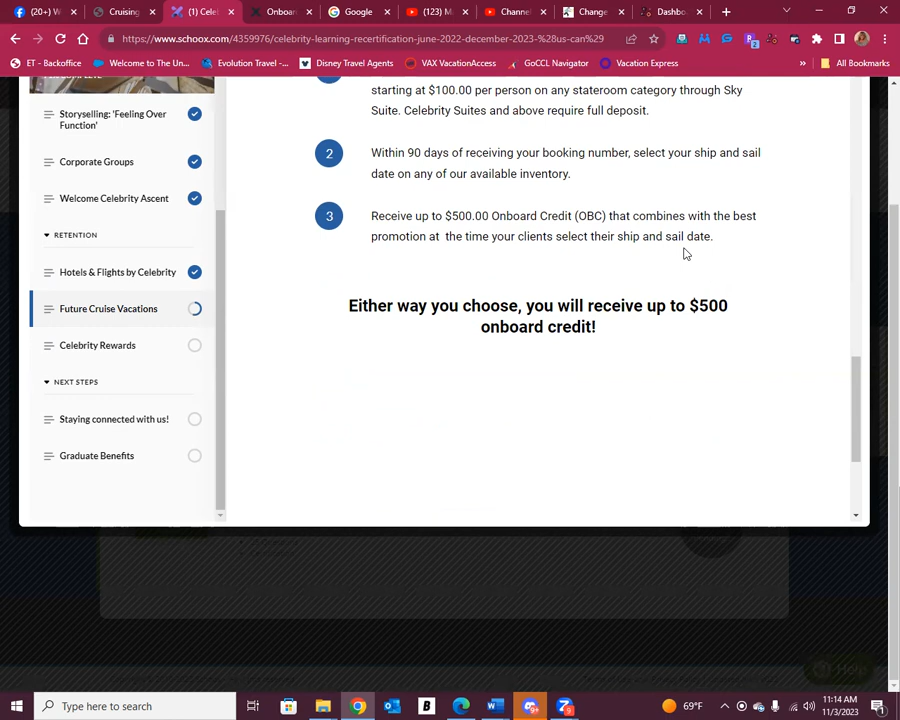 (20+) W
Cruising
(1) Cele
Onboar
Google
(123) M
Channel
Change
Dashbo
https://www.schoox.com/4359976/celebrity-learning-recertification-june-2022-december-2023-%28us-can%29
ET - Backoffice
Welcome to The Un...
Evolution Travel -...
Disney Travel Agents
VAX VacationAccess
GoCCL Navigator
Vacation Express
»
All Bookmarks
Storyselling: 'Feeling Over
Function'
Corporate Groups
Welcome Celebrity Ascent
RETENTION
Hotels & Flights by Celebrity
Future Cruise Vacations
Celebrity Rewards
NEXT STEPS
Staying connected with us!
Graduate Benefits
starting at $100.00 per person on any stateroom category through Sky
Suite. Celebrity Suites and above require full deposit.
2
Within 90 days of receiving your booking number, select your ship and sail
date on any of our available inventory.
3
Receive up to $500.00 Onboard Credit (OBC) that combines with the best
promotion at the time your clients select their ship and sail date.
Either way you choose, you will receive up to $500
onboard credit!
Help
Type here to search
69°F
11:14 AM
11/3/2023